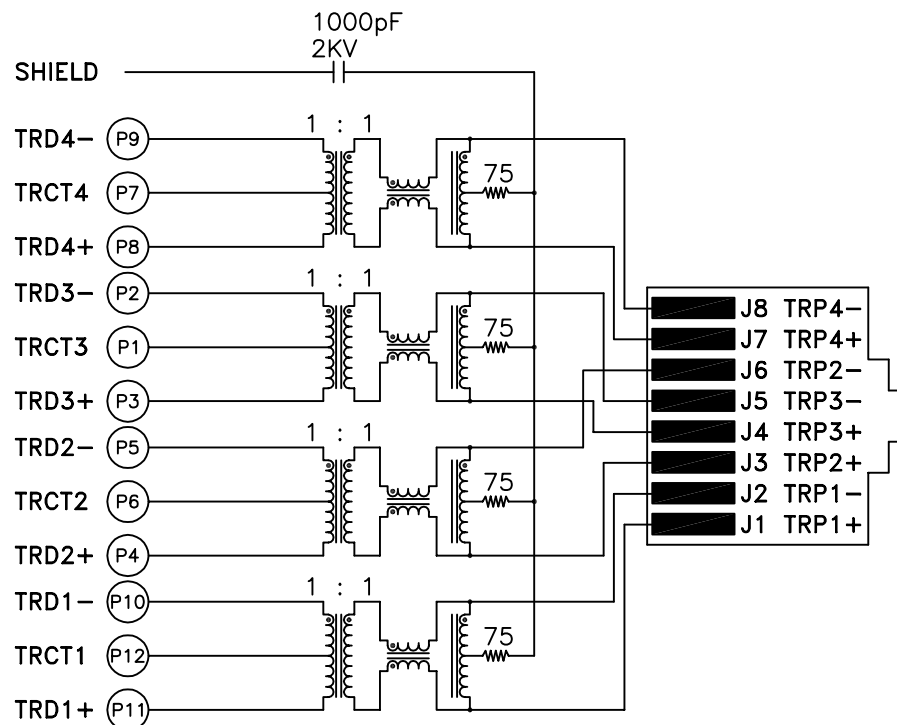 1000pF
2KV
SHIELD
1 : 1
TRD4- P9
75
TRCT4 P7
TRD4+ P8
1 : 1
TRD3- P2
75
TRCT3 P1
TRD3+ P3
1 : 1
TRD2- P5
75
TRCT2 P6
TRD2+ P4
1 : 1
TRD1- P10
75
TRCT1 P12
TRD1+ P11
J8 TRP4-
J7 TRP4+
J6 TRP2-
J5 TRP3-
J4 TRP3+
J3 TRP2+
J2 TRP1-
J1 TRP1+